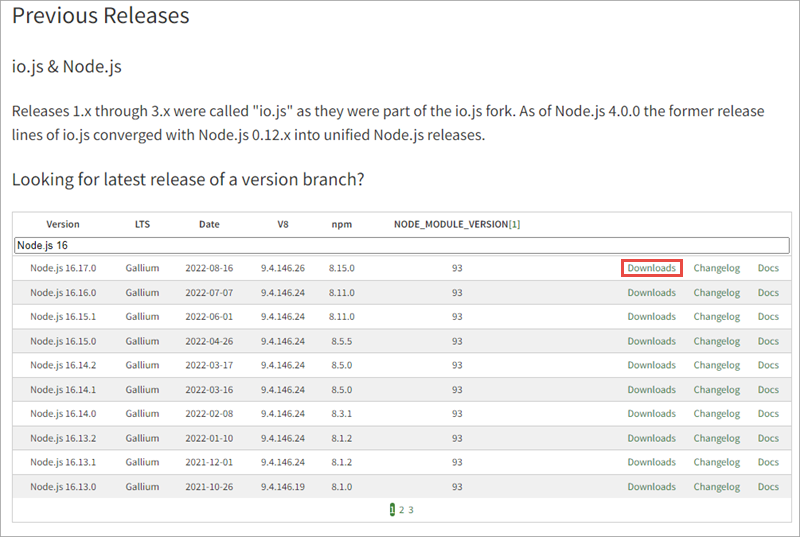 Previous Releases
io.js & Node.js
Releases 1.x through 3.x were called "io.js" as they were part of the io.js fork. As of Node.js 4.0.0 the former release
lines of io.js converged with Node.js 0.12.x into unified Node.js releases.
Looking for latest release of a version branch?
Version LTS Date V8 npm NODE_MODULE_VERSION[1]
Node.js 16
Node.js 16.17.0 Gallium 2022-08-16 9.4.146.26 8.15.0 93 Downloads Changelog Docs
Node.js 16.16.0 Gallium 2022-07-07 9.4.146.24 8.11.0 93 Downloads Changelog Docs
Node.js 16.15.1 Gallium 2022-06-01 9.4.146.24 8.11.0 93 Downloads Changelog Docs
Node.js 16.15.0 Gallium 2022-04-26 9.4.146.24 8.5.5 93 Downloads Changelog Docs
Node.js 16.14.2 Gallium 2022-03-17 9.4.146.24 8.5.0 93 Downloads Changelog Docs
Node.js 16.14.1 Gallium 2022-03-16 9.4.146.24 8.5.0 93 Downloads Changelog Docs
Node.js 16.14.0 Gallium 2022-02-08 9.4.146.24 8.3.1 93 Downloads Changelog Docs
Node.js 16.13.2 Gallium 2022-01-10 9.4.146.24 8.1.2 93 Downloads Changelog Docs
Node.js 16.13.1 Gallium 2021-12-01 9.4.146.24 8.1.2 93 Downloads Changelog Docs
Node.js 16.13.0 Gallium 2021-10-26 9.4.146.19 8.1.0 93 Downloads Changelog Docs
1 2 3